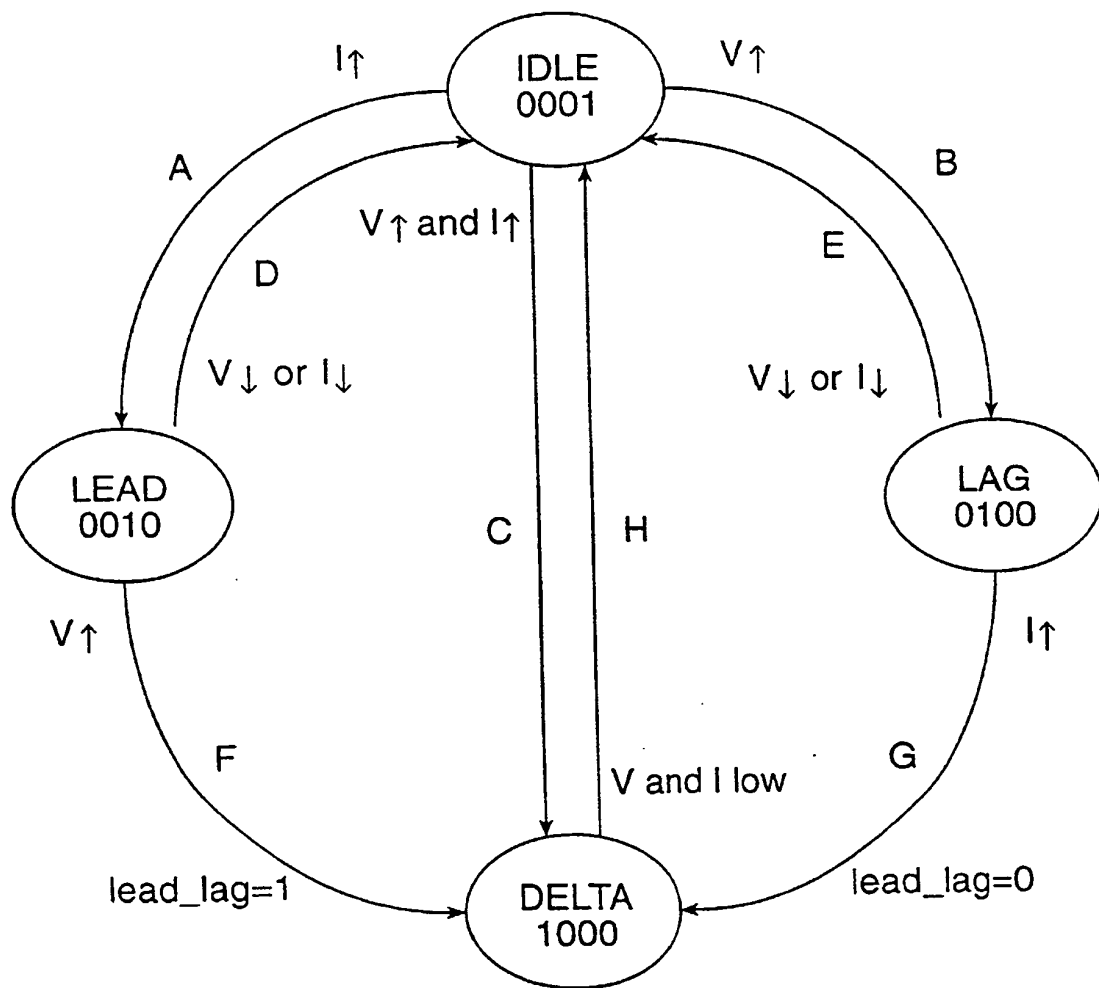 I↑
IDLE
0001
V↑
A
B
V↑ and I↑
D
E
V↓ or I↓
V↓ or I↓
LEAD
0010
LAG
0100
C
H
V↑
I↑
F
V and I low
G
lead_lag=1
lead_lag=0
DELTA
1000